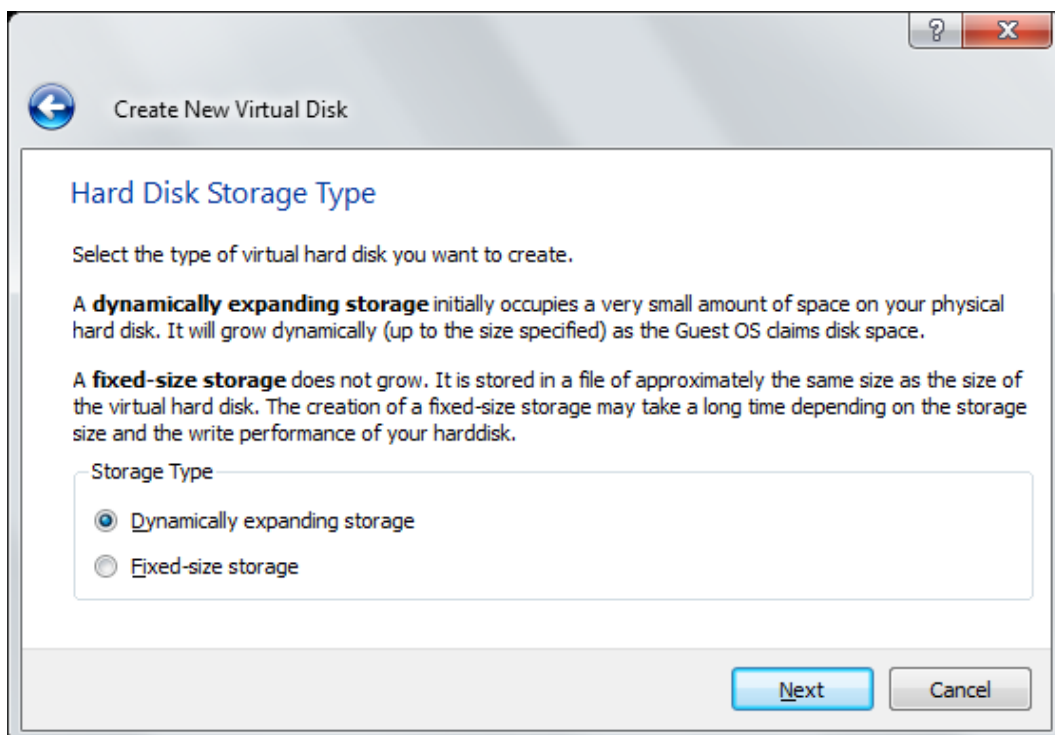 Create New Virtual Disk
Hard Disk Storage Type
Select the type of virtual hard disk you want to create.
A dynamically expanding storage initially occupies a very small amount of space on your physical
hard disk. It will grow dynamically (up to the size specified) as the Guest OS claims disk space.
A fixed-size storage does not grow. It is stored in a file of approximately the same size as the size of
the virtual hard disk. The creation of a fixed-size storage may take a long time depending on the storage
size and the write performance of your harddisk.
Storage Type
Dynamically expanding storage
Fixed-size storage
Next
Cancel